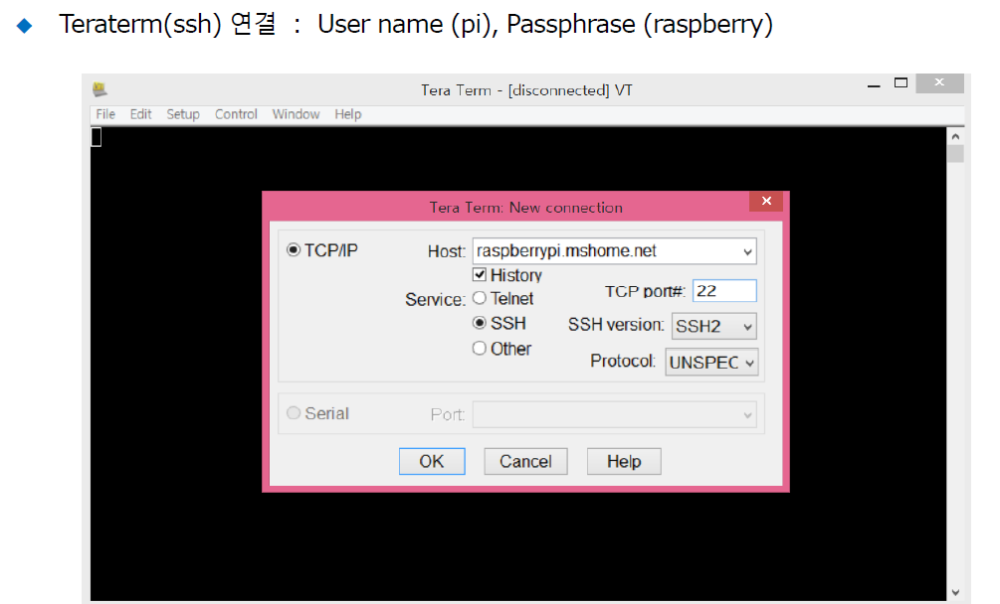 ◆ Teraterm(ssh) 연결 : User name (pi), Passphrase (raspberry)
Tera Term - [disconnected] VT
File Edit Setup Control Window Help
Tera Term: New connection
TCP/IP Host: raspberrypi.mshome.net
History
Service: Telnet TCP port#: 22
SSH SSH version: SSH2
Other Protocol: UNSPEC
Serial Port:
OK Cancel Help